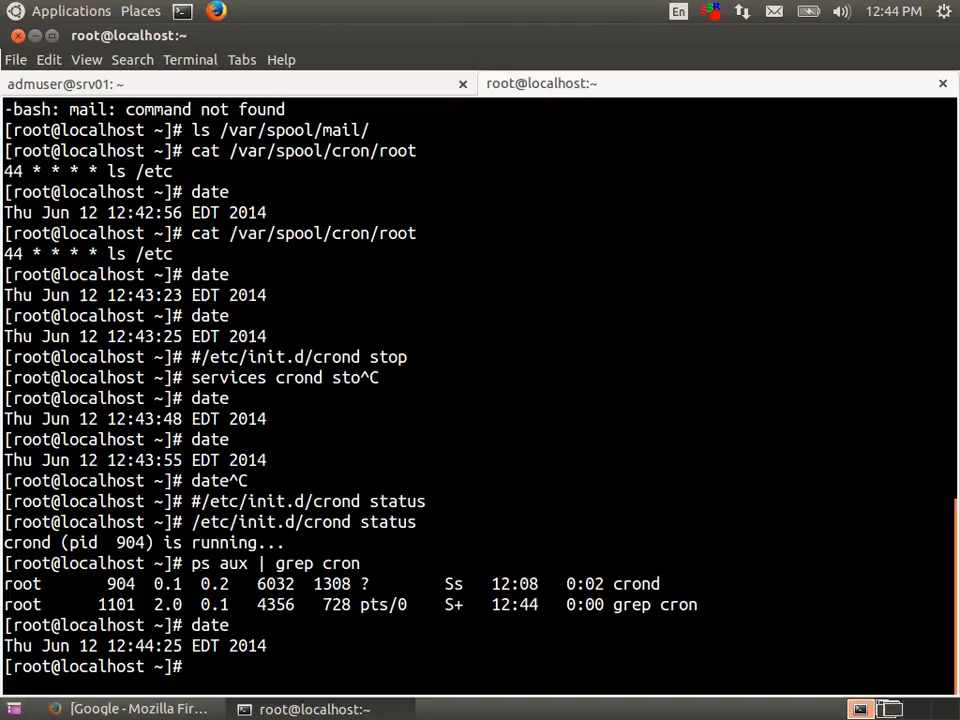 Applications Places En 12:44 PM
root@localhost:~
File Edit View Search Terminal Tabs Help
admuser@srv01: ~ × root@localhost:~ ×
-bash: mail: command not found
[root@localhost ~]# ls /var/spool/mail/
[root@localhost ~]# cat /var/spool/cron/root
44 * * * * ls /etc
[root@localhost ~]# date
Thu Jun 12 12:42:56 EDT 2014
[root@localhost ~]# cat /var/spool/cron/root
44 * * * * ls /etc
[root@localhost ~]# date
Thu Jun 12 12:43:23 EDT 2014
[root@localhost ~]# date
Thu Jun 12 12:43:25 EDT 2014
[root@localhost ~]# #/etc/init.d/crond stop
[root@localhost ~]# services crond sto^C
[root@localhost ~]# date
Thu Jun 12 12:43:48 EDT 2014
[root@localhost ~]# date
Thu Jun 12 12:43:55 EDT 2014
[root@localhost ~]# date^C
[root@localhost ~]# #/etc/init.d/crond status
[root@localhost ~]# /etc/init.d/crond status
crond (pid  904) is running...
[root@localhost ~]# ps aux | grep cron
root       904  0.1  0.2   6032  1308 ?        Ss   12:08   0:02 crond
root      1101  2.0  0.1   4356   728 pts/0    S+   12:44   0:00 grep cron
[root@localhost ~]# date
Thu Jun 12 12:44:25 EDT 2014
[root@localhost ~]#
[Google - Mozilla Fir... root@localhost:~